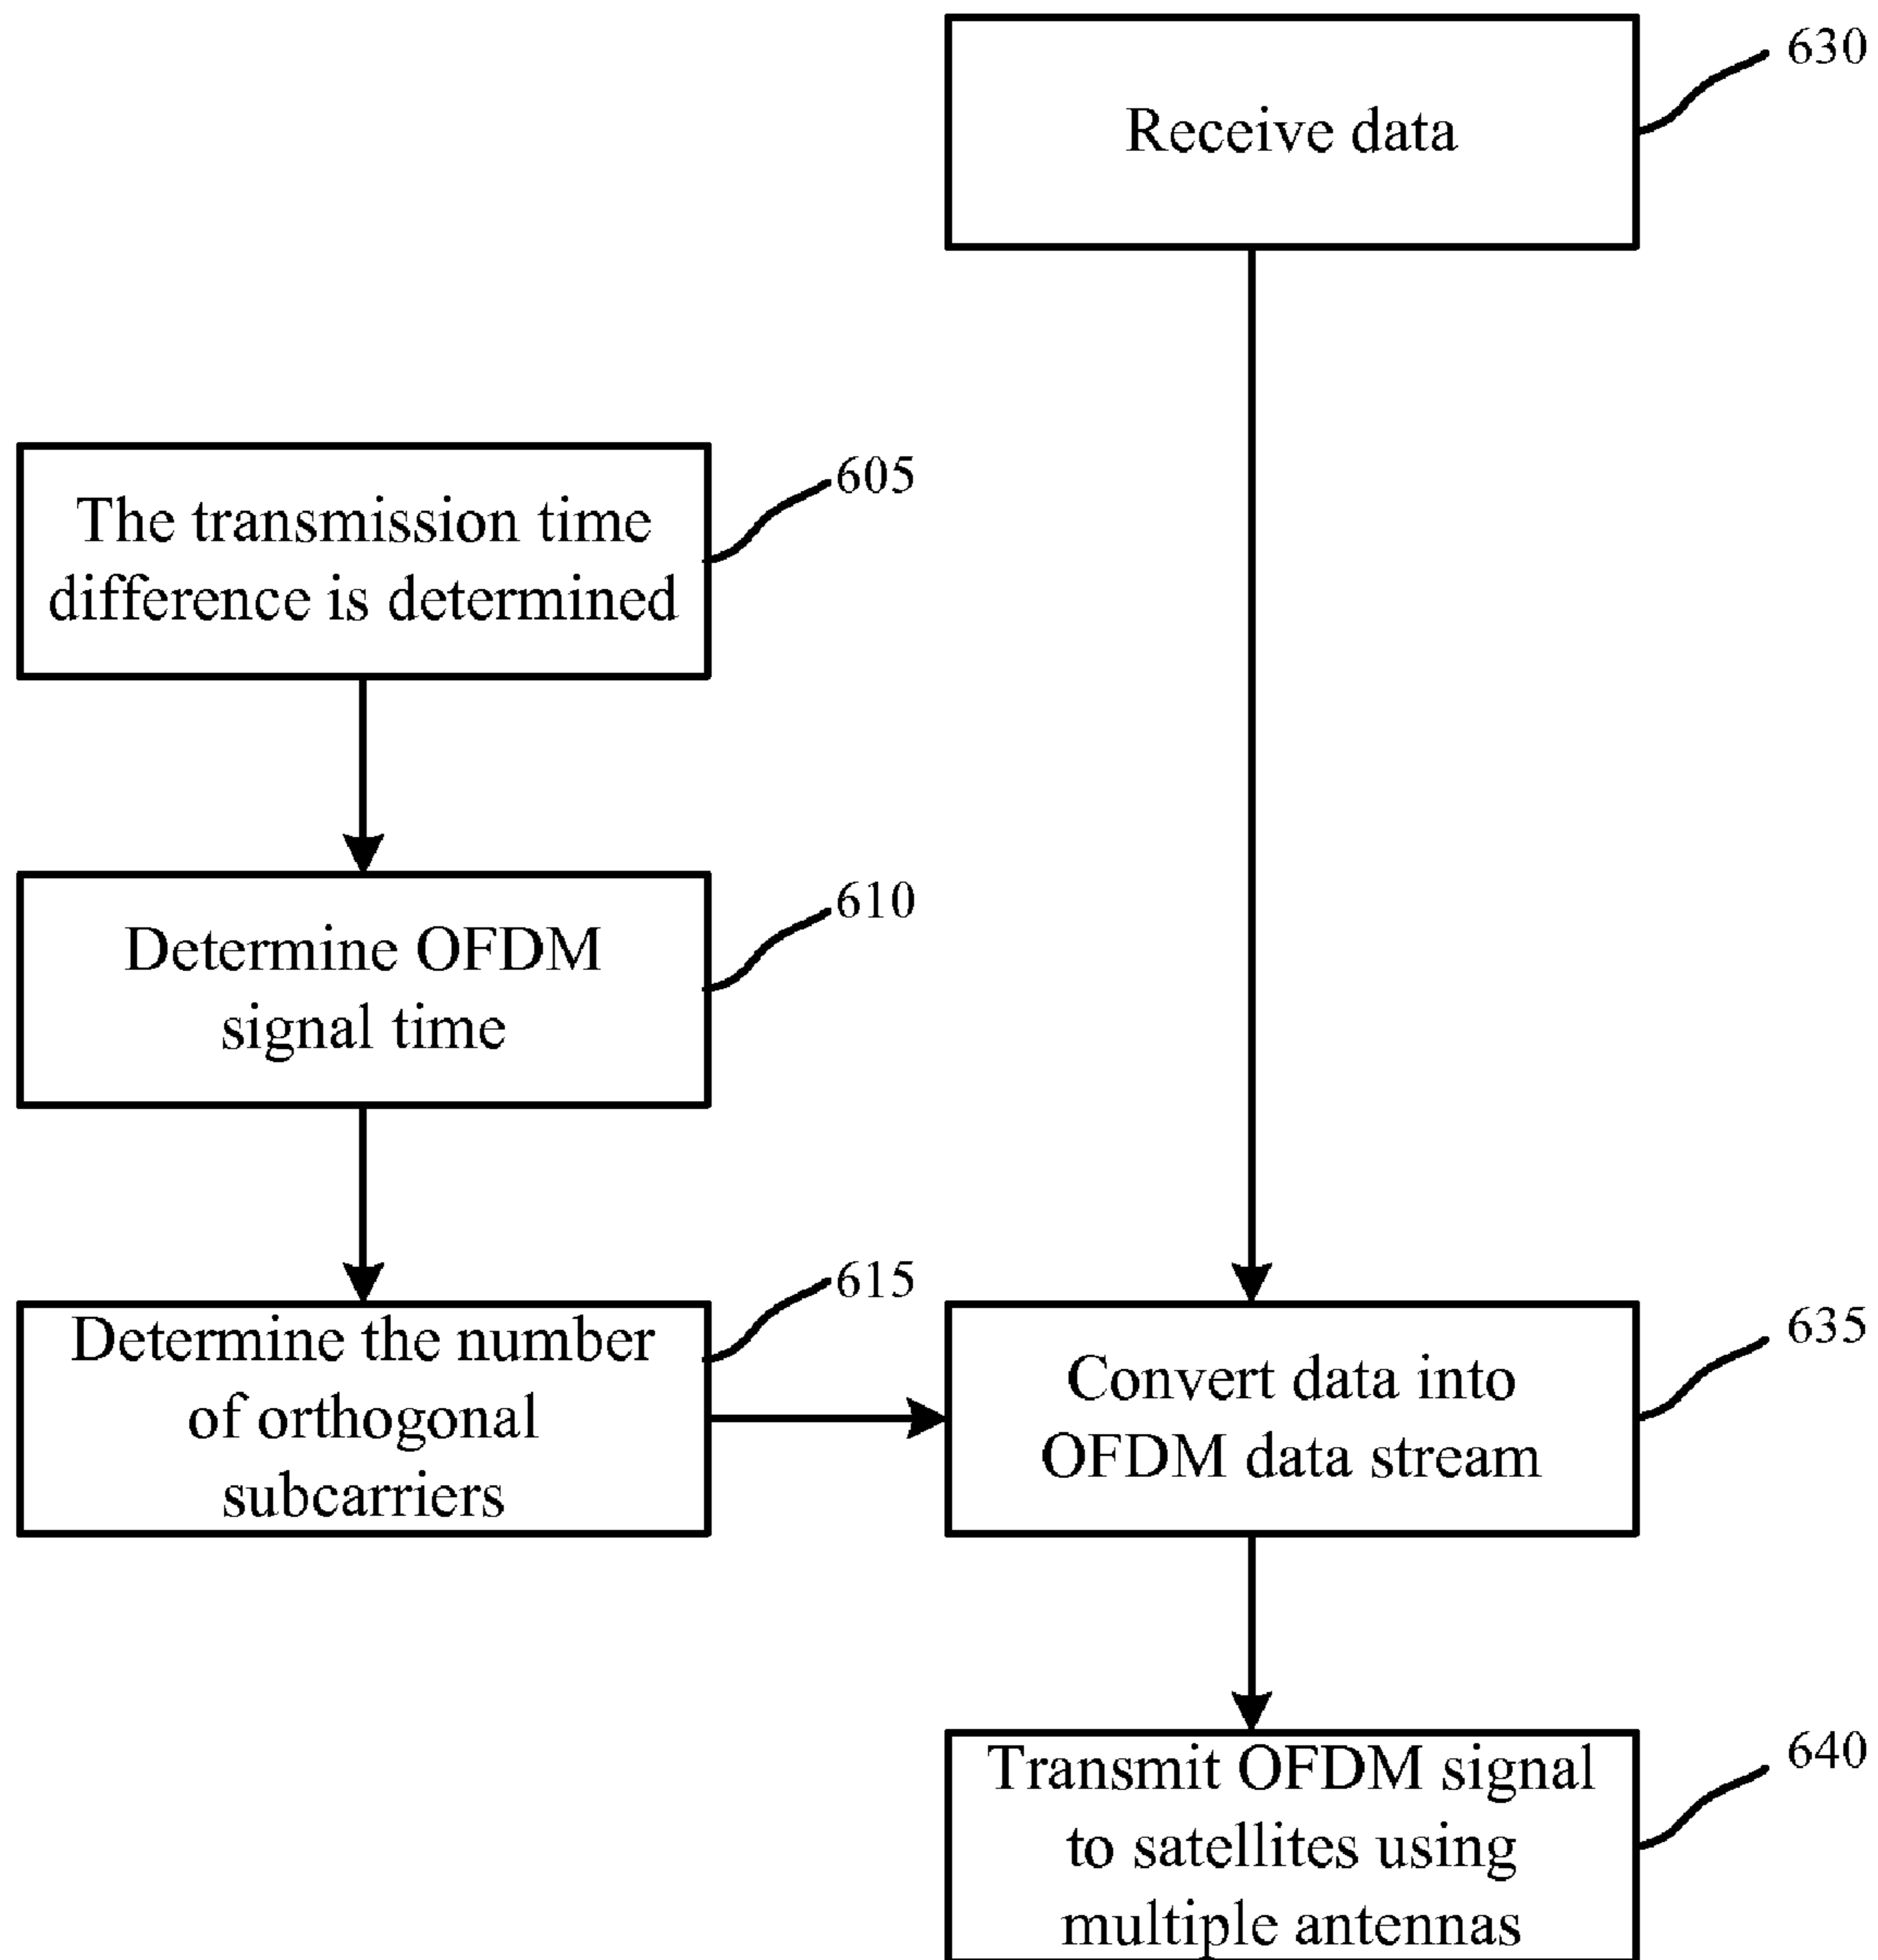 Receive data
630
The transmission time
difference is determined
605
Determine OFDM
signal time
610
Determine the number
of orthogonal
subcarriers
615
Convert data into
OFDM data stream
635
Transmit OFDM signal
to satellites using
multiple antennas
640